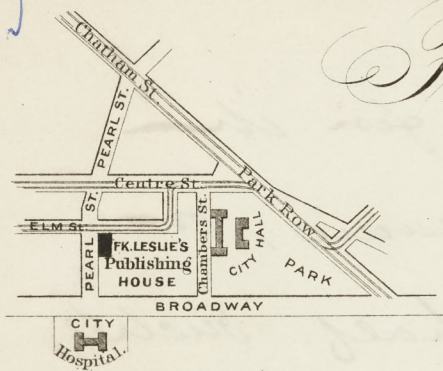 Chatham St.
PEARL ST.
Centre St.
Park Row
ELM St.
PEARL ST.
FK. LESLIE'S
Publishing
HOUSE
Chambers St.
CITY HALL
PARK
BROADWAY
CITY
Hospital.